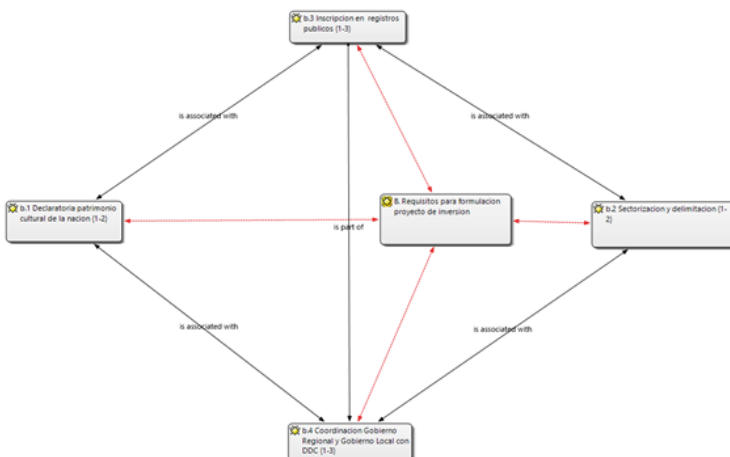 b.3 Inscripcion en registros
publicos (1-3)
is associated with
is associated with
b.1 Declaratoria patrimonio
cultural de la nacion (1-2)
B. Requisitos para formulacion
proyecto de inversion
b.2 Sectorizacion y delimitacion (1-
2)
is part of
is associated with
is associated with
b.4 Coordinacion Gobierno
Regional y Gobierno Local con
DDC (1-3)